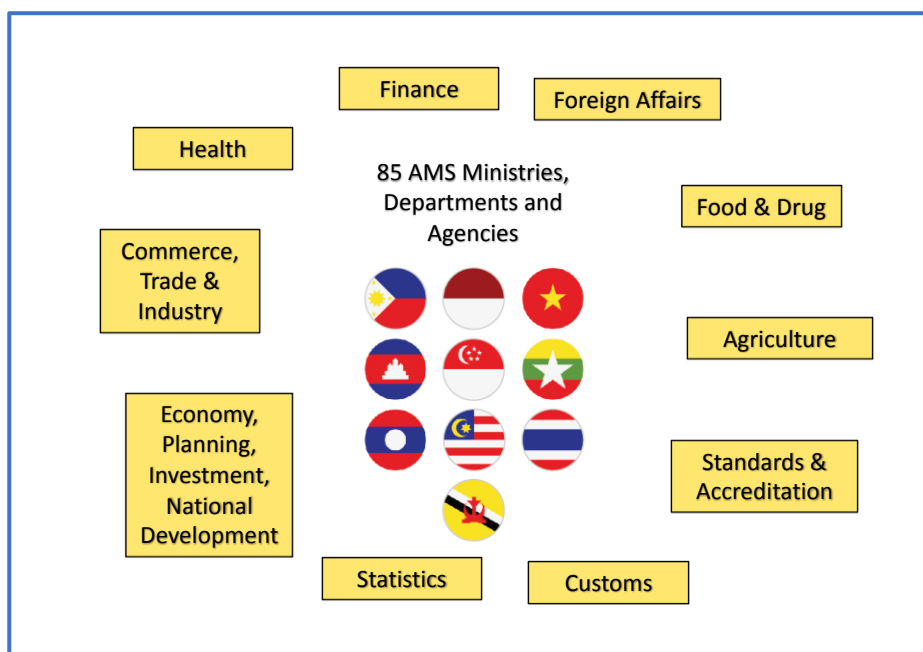 Finance
Foreign Affairs
Health
85 AMS Ministries,
Departments and
Agencies
Food & Drug
Commerce,
Trade &
Industry
Agriculture
Economy,
Planning,
Investment,
National
Development
Standards &
Accreditation
Statistics
Customs